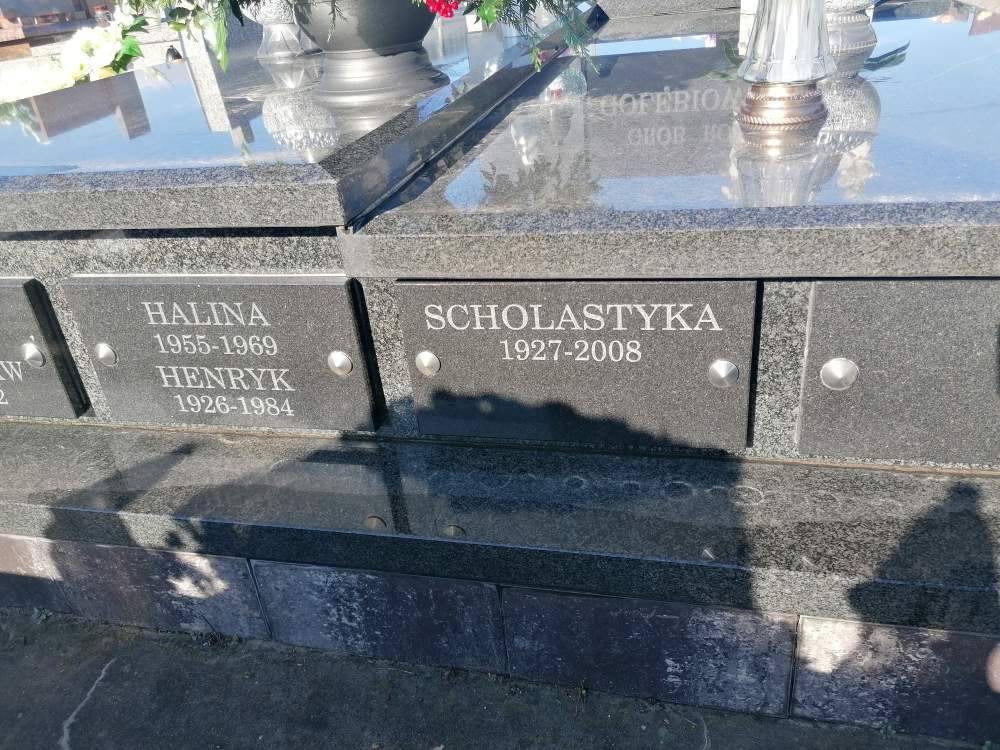 HALINA
1955-1969
HENRYK
1926-1984
SCHOLASTYKA
1927-2008